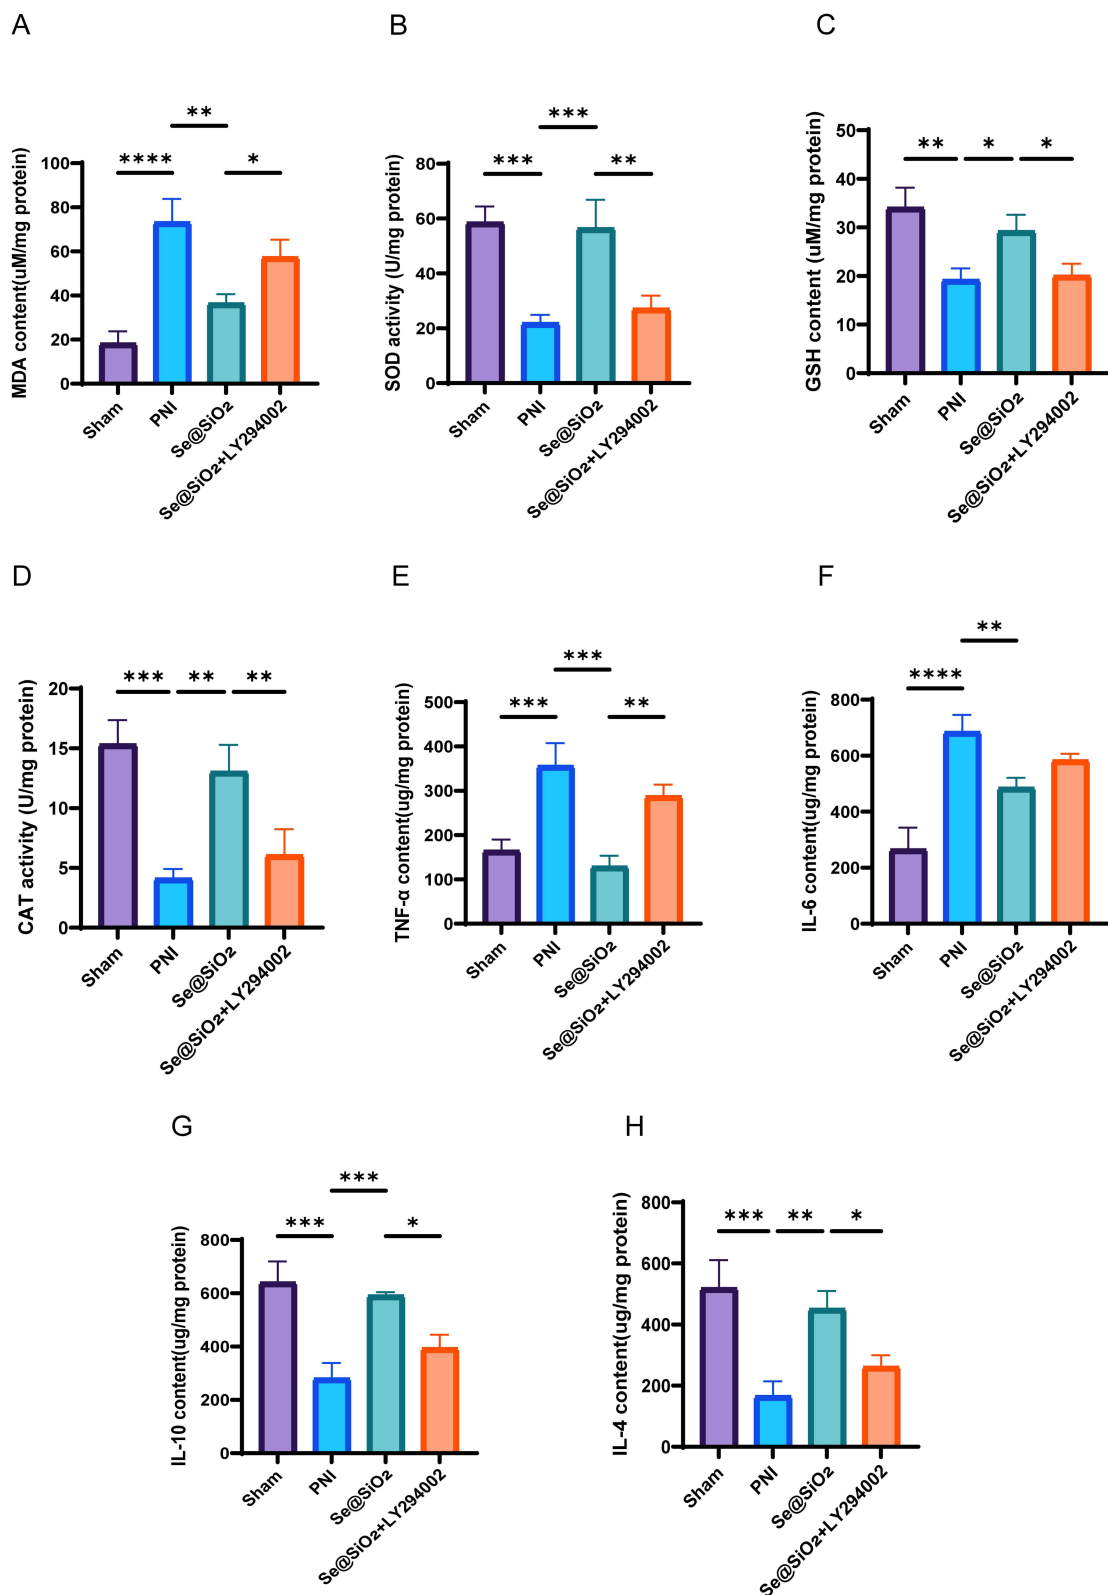 A
B
C
**
**** *
MDA content(uM/mg protein)
100
80
60
40
20
0
Sham
PNI
Se@SiO₂
Se@SiO₂+LY294002
***
*** **
SOD activity (U/mg protein)
80
60
40
20
0
Sham
PNI
Se@SiO₂
Se@SiO₂+LY294002
** * *
GSH content (uM/mg protein)
50
40
30
20
10
0
Sham
PNI
Se@SiO₂
Se@SiO₂+LY294002
D
E
F
*** ** **
CAT activity (U/mg protein)
20
15
10
5
0
Sham
PNI
Se@SiO₂
Se@SiO₂+LY294002
***
*** **
TNF-α content(ug/mg protein)
500
400
300
200
100
0
Sham
PNI
Se@SiO₂
Se@SiO₂+LY294002
**
****
IL-6 content(ug/mg protein)
800
600
400
200
0
Sham
PNI
Se@SiO₂
Se@SiO₂+LY294002
G
H
***
*** *
IL-10 content(ug/mg protein)
800
600
400
200
0
Sham
PNI
Se@SiO₂
Se@SiO₂+LY294002
*** ** *
IL-4 content(ug/mg protein)
800
600
400
200
0
Sham
PNI
Se@SiO₂
Se@SiO₂+LY294002